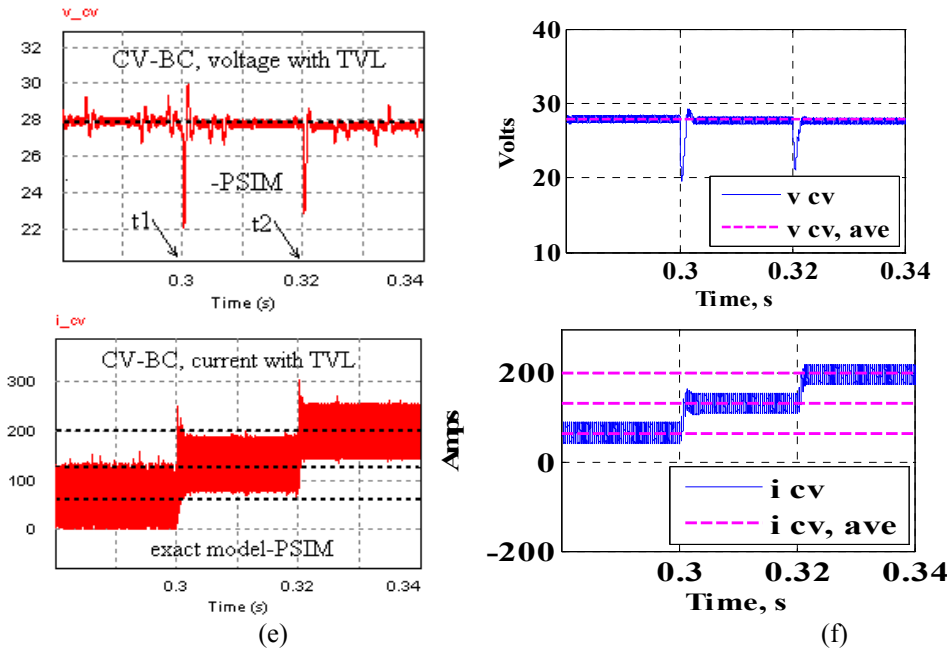 v_cv
32
30
28
26
24
22
CV-BC, voltage with TVL
-PSIM
t1
t2
0.3
0.32
0.34
Time (s)
40
30
20
10
Volts
v cv
v cv, ave
0.3
0.32
0.34
Time, s
i_cv
300
200
100
0
CV-BC, current with TVL
exact model-PSIM
0.3
0.32
0.34
Time (s)
(e)
200
0
-200
Amps
i cv
i cv, ave
0.3
0.32
0.34
Time, s
(f)